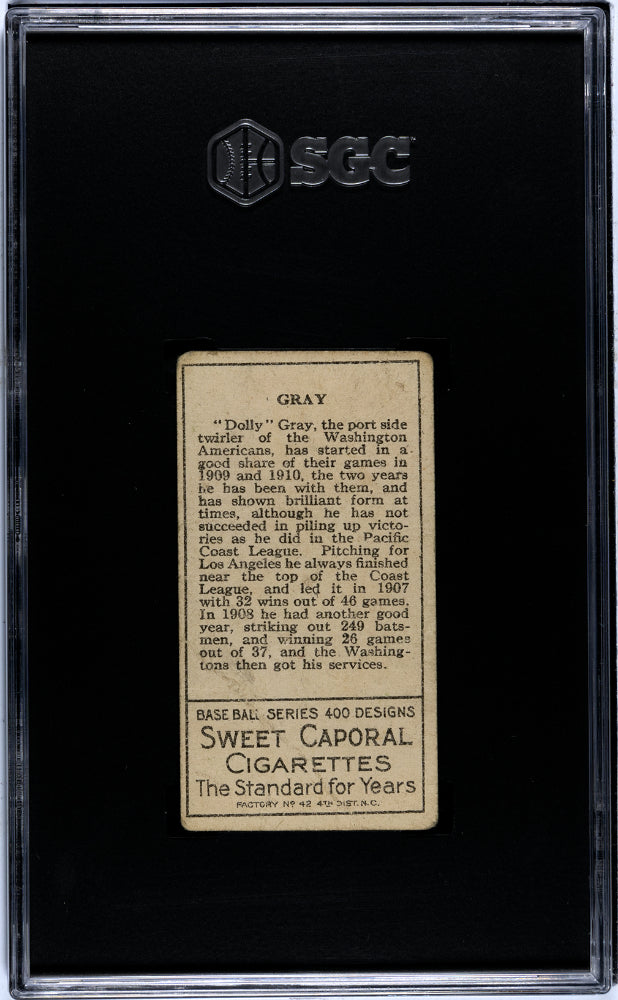 SGC
GRAY
"Dolly" Gray, the port side
twirler of the Washington
Americans, has started in a
good share of their games in
1909 and 1910, the two years
he has been with them, and
has shown brilliant form at
times, although he has not
succeeded in piling up victo-
ries as he did in the Pacific
Coast League. Pitching for
Los Angeles he always finished
near the top of the Coast
League, and led it in 1907
with 32 wins out of 46 games.
In 1908 he had another good
year, striking out 249 bats-
men, and winning 26 games
out of 37, and the Washing-
tons then got his services.
BASE BALL SERIES 400 DESIGNS
SWEET CAPORAL
CIGARETTES
The Standard for Years
FACTORY Nº 42 4TH DIST. N.C.